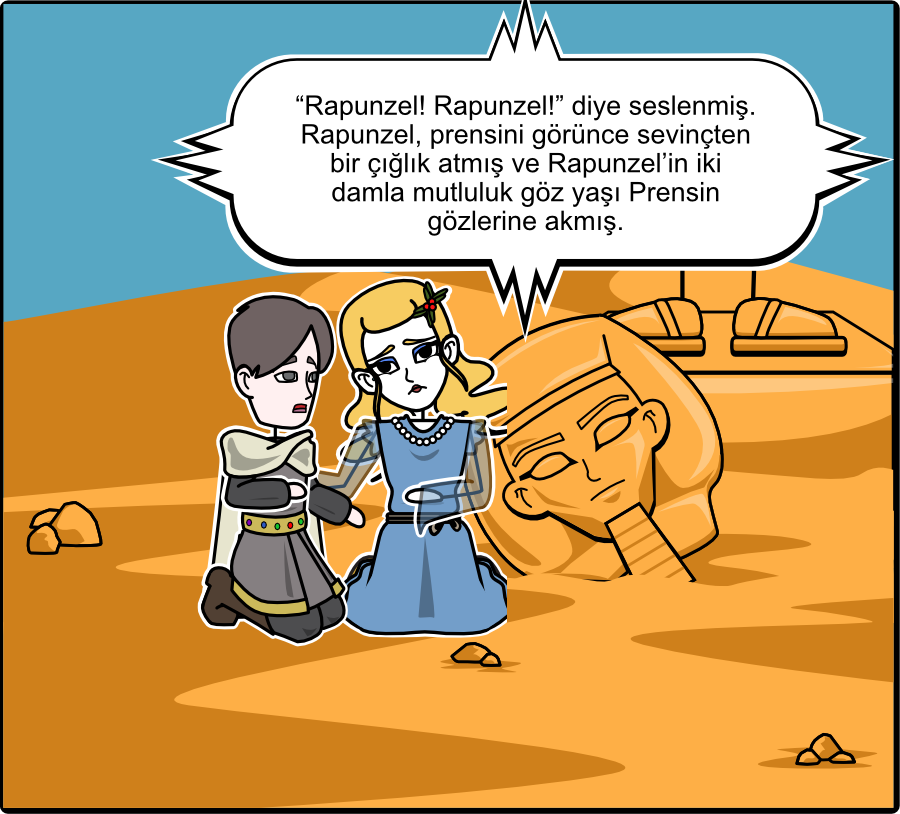 “Rapunzel! Rapunzel!” diye seslenmiş.
Rapunzel, prensini görünce sevinçten
bir çığlık atmış ve Rapunzel’in iki
damla mutluluk göz yaşı Prensin
gözlerine akmış.